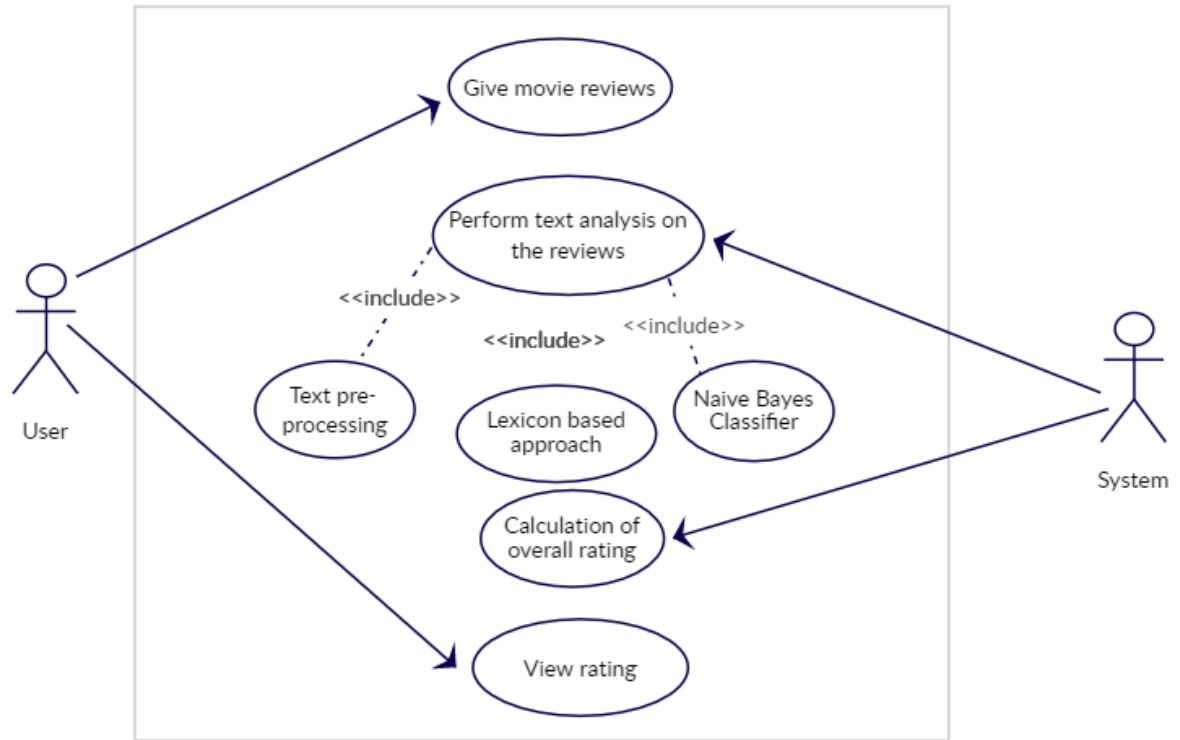 Give movie reviews
Perform text analysis on
the reviews
<<include>>
<<include>>
<<include>>
Text pre-
processing
Lexicon based
approach
Naive Bayes
Classifier
User
System
Calculation of
overall rating
View rating